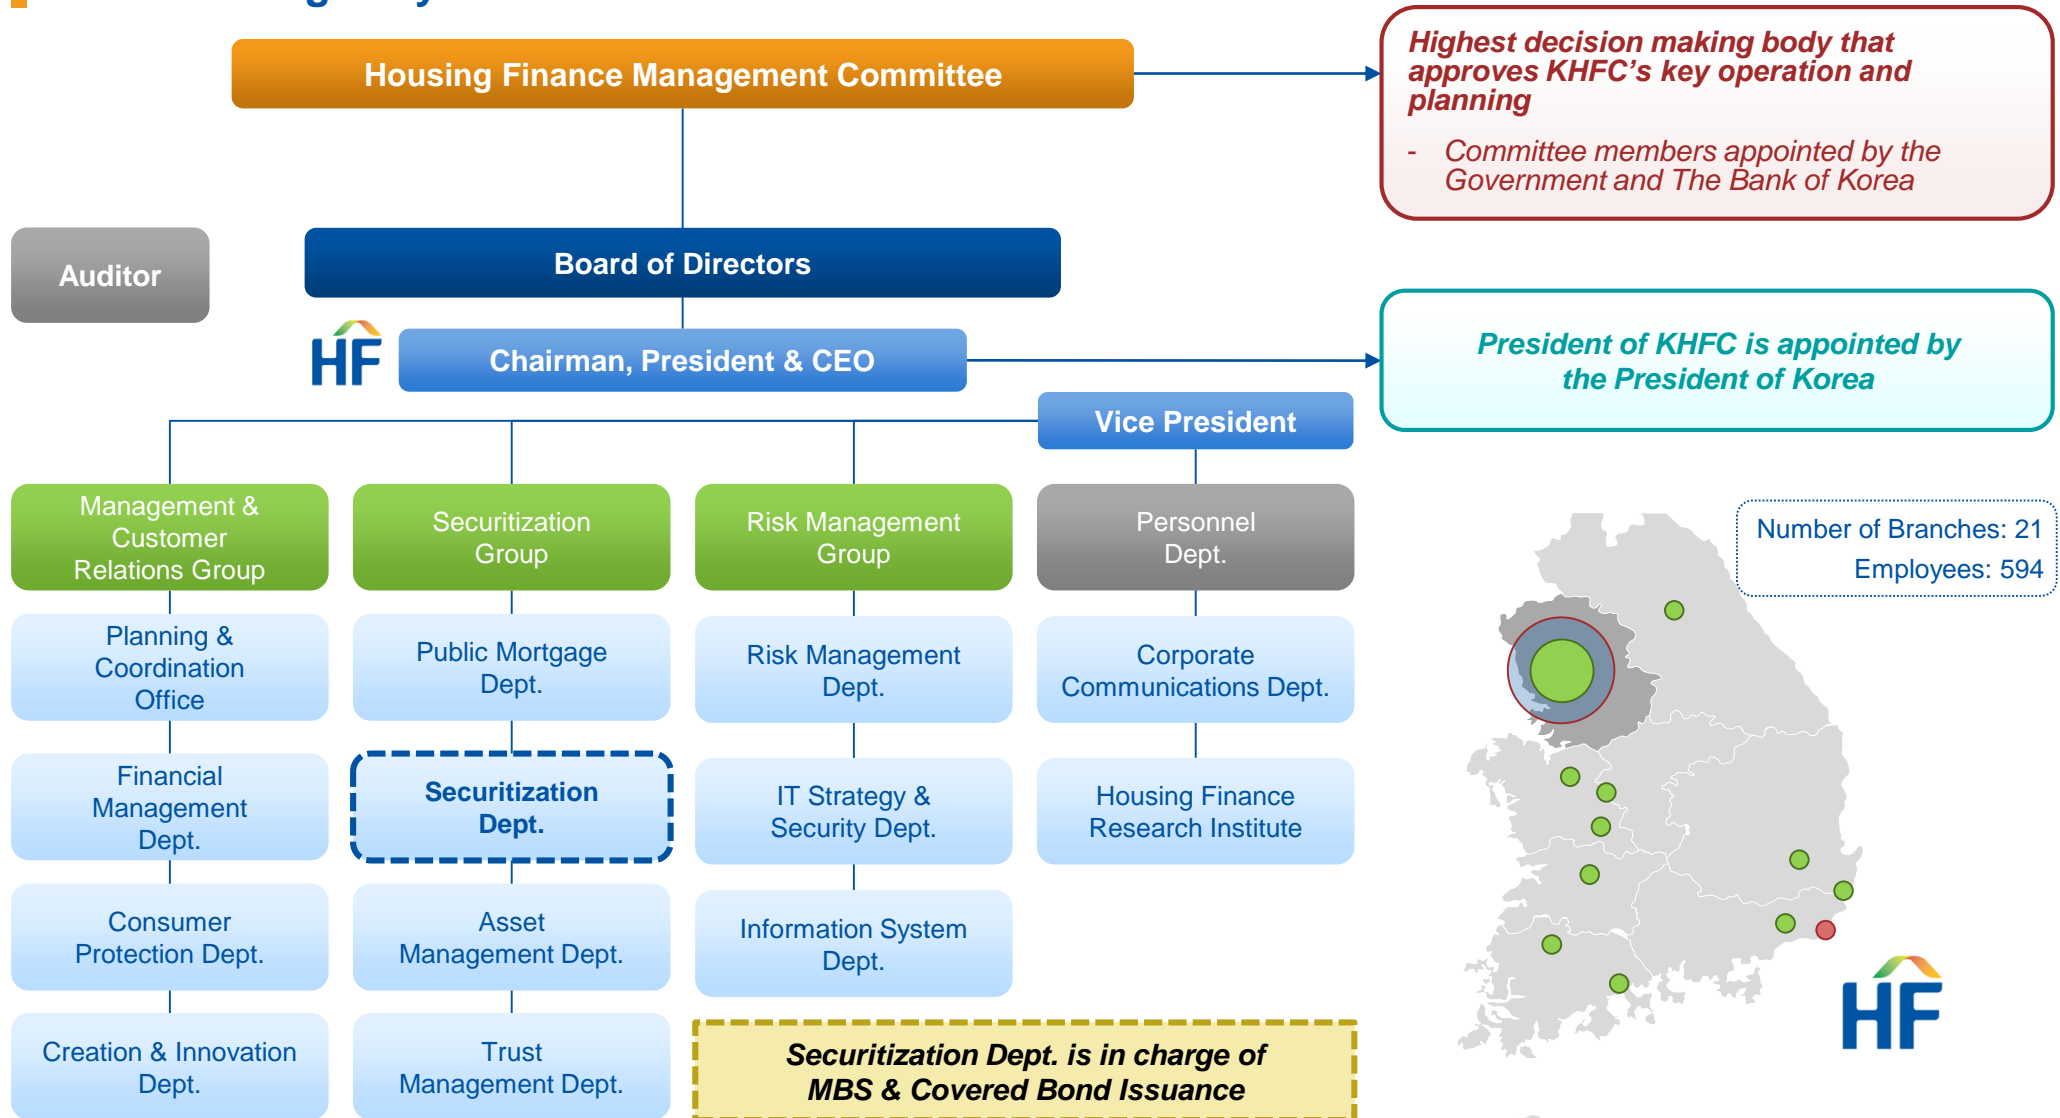 Housing Finance Management Committee
Highest decision making body that
approves KHFC's key operation and
planning
- Committee members appointed by the
Government and The Bank of Korea
Auditor
Board of Directors
HF
Chairman, President & CEO
President of KHFC is appointed by
the President of Korea
Vice President
Management &
Customer
Relations Group
Securitization
Group
Risk Management
Group
Personnel
Dept.
Number of Branches: 21
Employees: 594
Planning &
Coordination
Office
Public Mortgage
Dept.
Risk Management
Dept.
Corporate
Communications Dept.
Financial
Management
Dept.
Securitization
Dept.
IT Strategy &
Security Dept.
Housing Finance
Research Institute
Consumer
Protection Dept.
Asset
Management Dept.
Information System
Dept.
HF
Creation & Innovation
Dept.
Trust
Management Dept.
Securitization Dept. is in charge of
MBS & Covered Bond Issuance